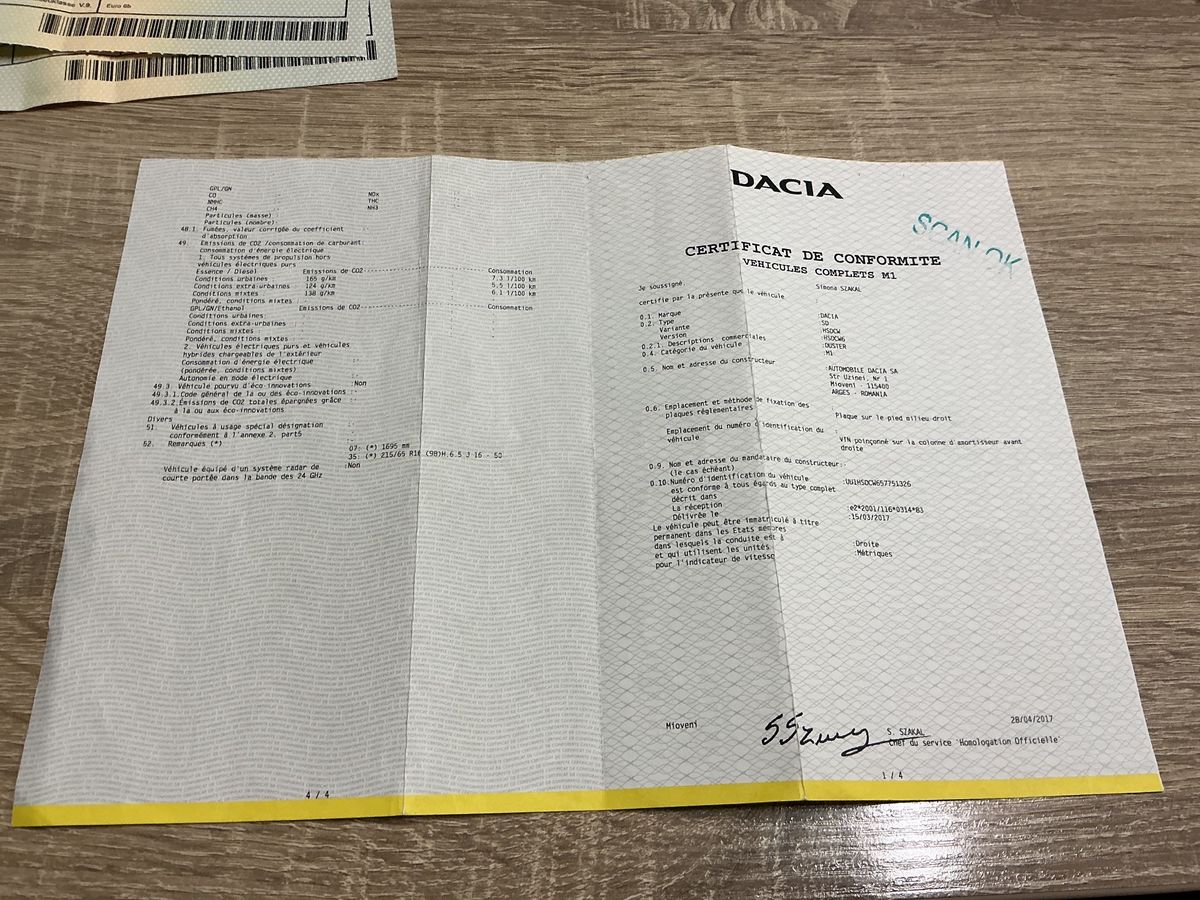 V.9. Euro 6b
GPL/GN
CO NOx
NMHC THC
CH4 NH3
Particules (masse) :
Particules (nombre):
48.1. Fumées, valeur corrigée du coefficient
d'absorption
49. Emissions de CO2 /consommation de carburant:
Consommation d'énergie électrique
1. Tous systèmes de propulsion hors
véhicules électriques purs
Essence / Diesel Emissions de CO2 Consommation
Conditions urbaines : 165 g/km 7.3 l/100 km
Conditions extra-urbaines : 124 g/km 5.5 l/100 km
Conditions mixtes : 138 g/km 6.1 l/100 km
Pondéré, conditions mixtes :
GPL/GN/Ethanol Emissions de CO2 Consommation
Conditions urbaines:
Conditions extra-urbaines :
Conditions mixtes :
Pondéré, conditions mixtes :
2. Véhicules électriques purs et véhicules
hybrides chargeables de l'extérieur
Consommation d'énergie électrique
(pondérée, conditions mixtes)
Autonomie en mode électrique
49.3. Véhicule pourvu d'éco-innovations :Non
49.3.1.Code général de la ou des éco-innovations :
49.3.2.Emissions de CO2 totales épargnées grâce
à la ou aux éco-innovations
Divers
51. Véhicules à usage spécial désignation
conformément à l'annexe 2, part5
52. Remarques (*)
07: (*) 1695 mm
35: (*) 215/65 R16 (98)H 6.5 J 16 - 50
Véhicule équipé d'un système radar de :Non
courte portée dans la bande des 24 GHz
4 / 4
DACIA
SCAN OK
CERTIFICAT DE CONFORMITE
VEHICULES COMPLETS M1
Je soussigné: Simona SZAKAL
certifie par la présente que le véhicule :
0.1. Marque :DACIA
0.2. Type :SD
Variante :HSDCW
Version :HSDCW6
0.2.1. Descriptions commerciales :DUSTER
0.4. Catégorie du véhicule :M1
0.5. Nom et adresse du constructeur :AUTOMOBILE DACIA SA
Str Uzinei, Nr 1
Mioveni - 115400
ARGES - ROMANIA
0.6. Emplacement et méthode de fixation des
plaques réglementaires Plaque sur le pied milieu droit
Emplacement du numéro d'identification du
véhicule VIN poinçonné sur la colonne d'amortisseur avant
droite
0.9. Nom et adresse du mandataire du constructeur:-
(le cas échéant)
0.10.Numéro d'identification du véhicule :UU1HSDCW657751326
est conforme à tous égards au type complet
décrit dans
La réception :e2*2001/116*0314*83
Délivrée le :15/03/2017
Le véhicule peut être immatriculé à titre
permanent dans les Etats membres
dans lesquels la conduite est à :Droite
et qui utilisent les unités :Métriques
pour l'indicateur de vitesse
Mioveni 28/04/2017
S. SZAKAL
Chef du service 'Homologation Officielle'
1 / 4